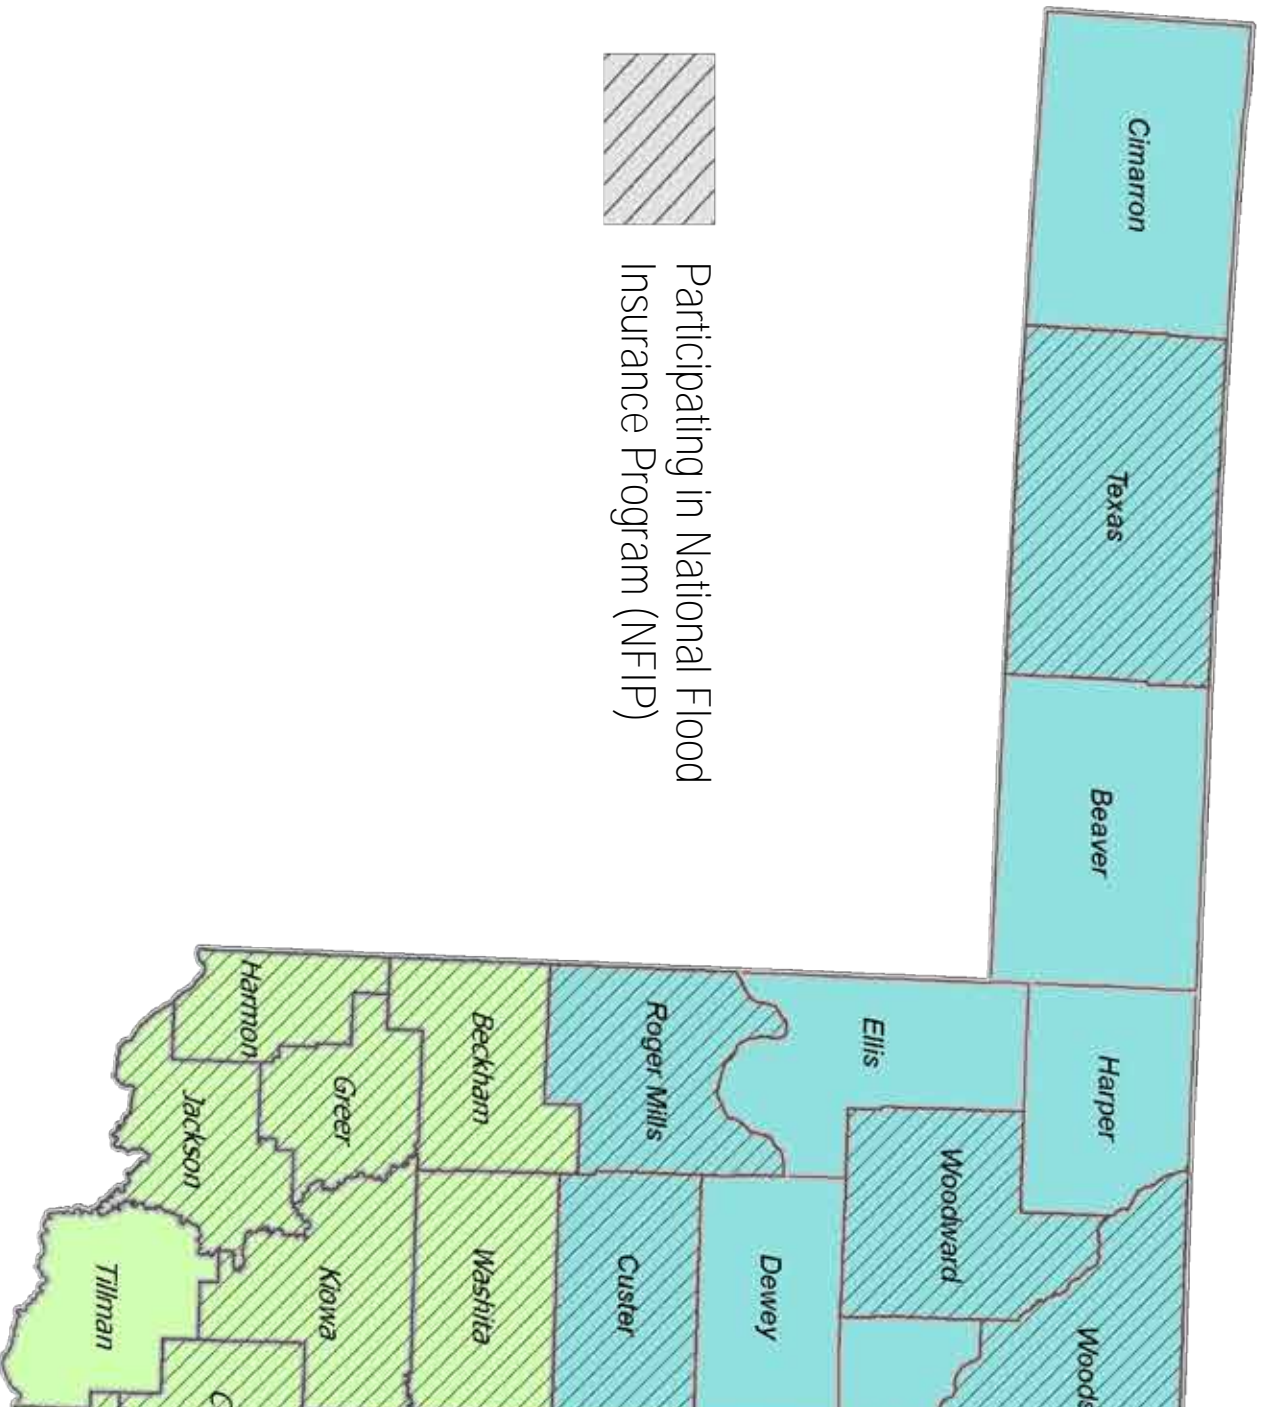 Cimarron
Texas
Beaver
Harper
Participating in National Flood
Insurance Program (NFIP)
Ellis
Woodward
Woods
Roger Mills
Dewey
Custer
Beckham
Washita
Harmon
Greer
Jackson
Kiowa
Tillman
C